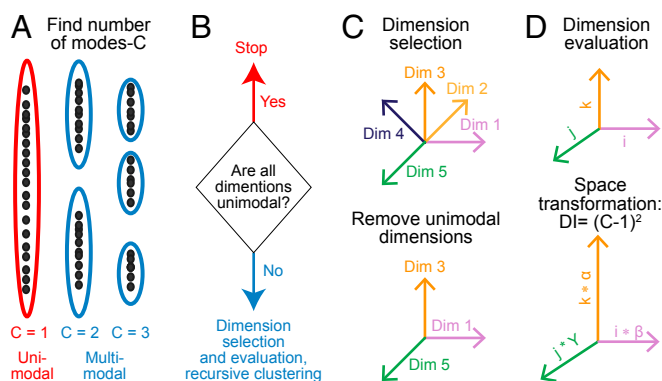 A
Find number
of modes-C
C = 1
C = 2
C = 3
Uni-
modal
Multi-
modal
B
Stop
Yes
Are all
dimentions
unimodal?
No
Dimension
selection
and evaluation,
recursive clustering
C
Dimension
selection
Dim 3
Dim 2
Dim 1
Dim 4
Dim 5
Remove unimodal
dimensions
Dim 3
Dim 1
Dim 5
D
Dimension
evaluation
k
j
i
Space
transformation:
DI= (C-1)²
k * α
j * Y
i * β